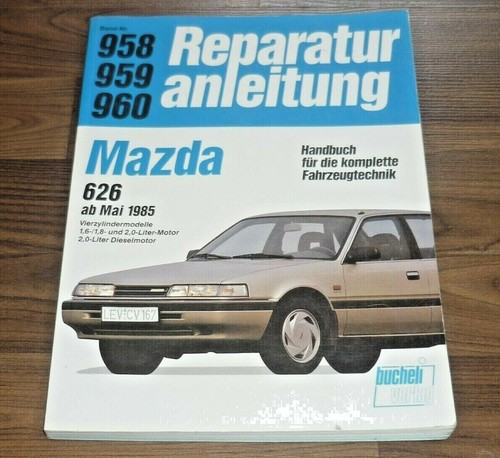 Band-Nr.
958
959
960
Reparatur
anleitung
Mazda
626
ab Mai 1985
Vierzylindermodelle
1,6-/1,8- und 2,0-Liter-Motor
2,0-Liter Dieselmotor
Handbuch
für die komplette
Fahrzeugtechnik
LEV-CV 167
bucheli
verlag